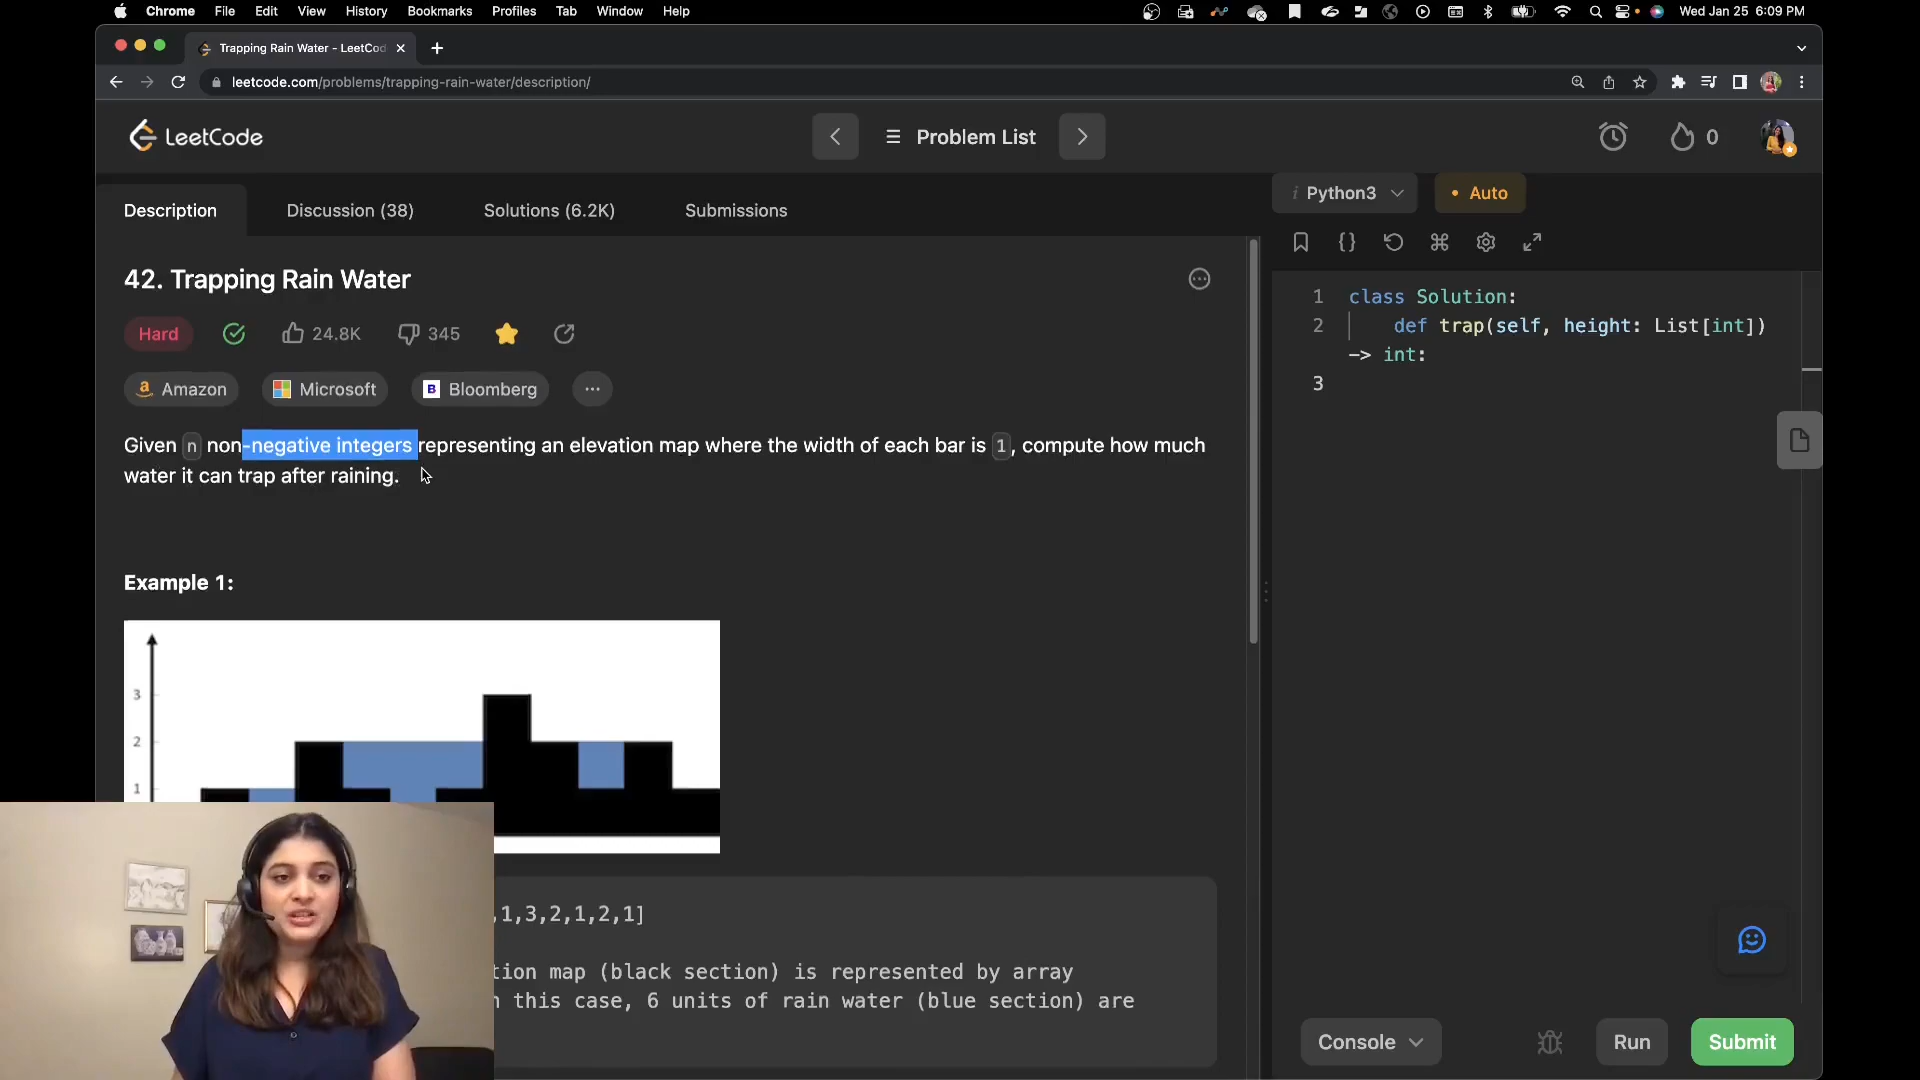 Chrome File Edit View History Bookmarks Profiles Tab Window Help Wed Jan 25 6:09 PM
Trapping Rain Water - LeetCod
leetcode.com/problems/trapping-rain-water/description/
LeetCode Problem List 0
Description Discussion (38) Solutions (6.2K) Submissions
Python3 Auto
42. Trapping Rain Water
Hard 24.8K 345
Amazon Microsoft Bloomberg
Given n non-negative integers representing an elevation map where the width of each bar is 1, compute how much
water it can trap after raining.
Example 1:
3
2
1
,1,3,2,1,2,1]
tion map (black section) is represented by array
n this case, 6 units of rain water (blue section) are
1 class Solution:
2 def trap(self, height: List[int])
-> int:
3
Console Run Submit